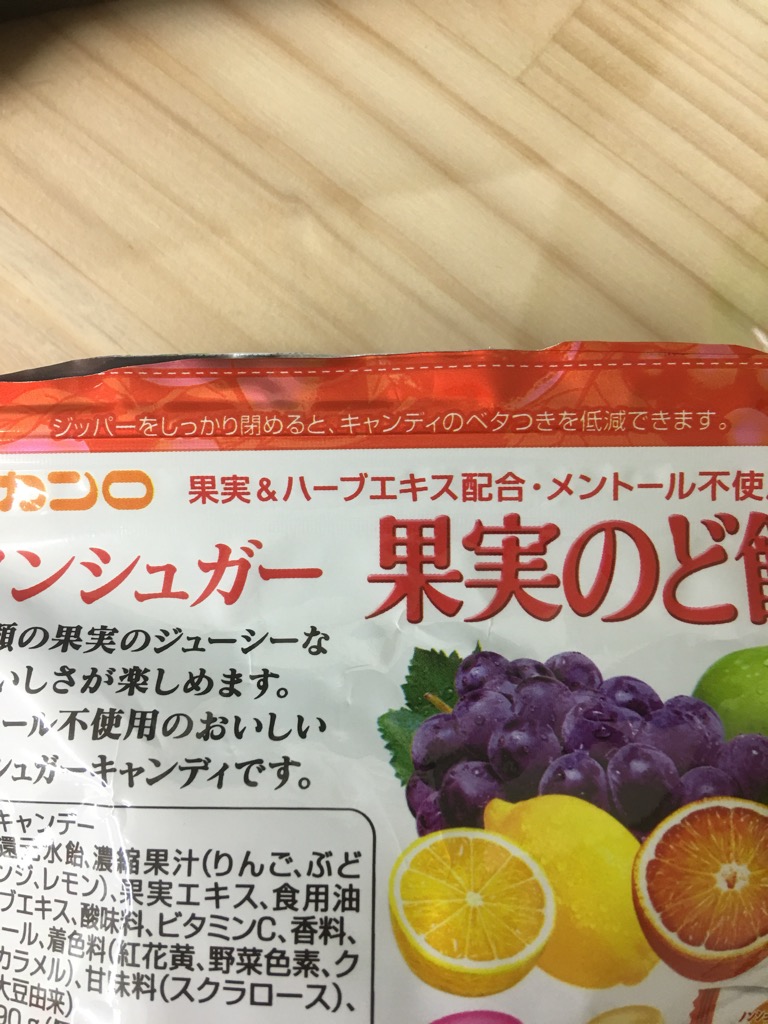 ジッパーをしっかり閉めると、キャンディのベタつきを低減できます。
カンロ 果実&ハーブエキス配合・メントール不使
ンシュガー 果実のど
の果実のジューシーな
いしさが楽しめます。
ール不使用のおいしい
シュガーキャンディです。
キャンデー
還元水飴、濃縮果汁(りんご、ぶど
ンジ、レモン)、果実エキス、食用油
ブエキス、酸味料、ビタミンC、香料、
ール、着色料(紅花黄、野菜色素、ク
カラメル)、甘味料(スクラロース)、
大豆由来)
90g